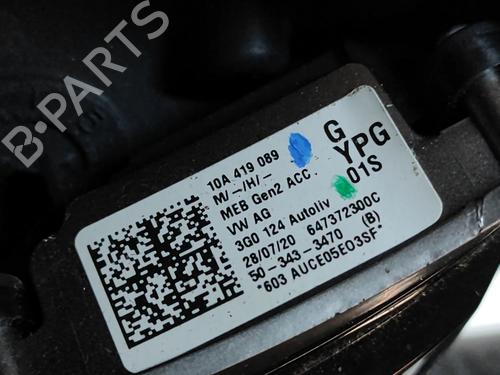 B-PARTS
10A 419 089 G
M/-/H/- YPG
MEB Gen2 ACC. 01S
VW AG
3G0 124 Autoliv
28/07/20 647372300C
50-343-3470 (B)
*603 AUCE05E03SF*